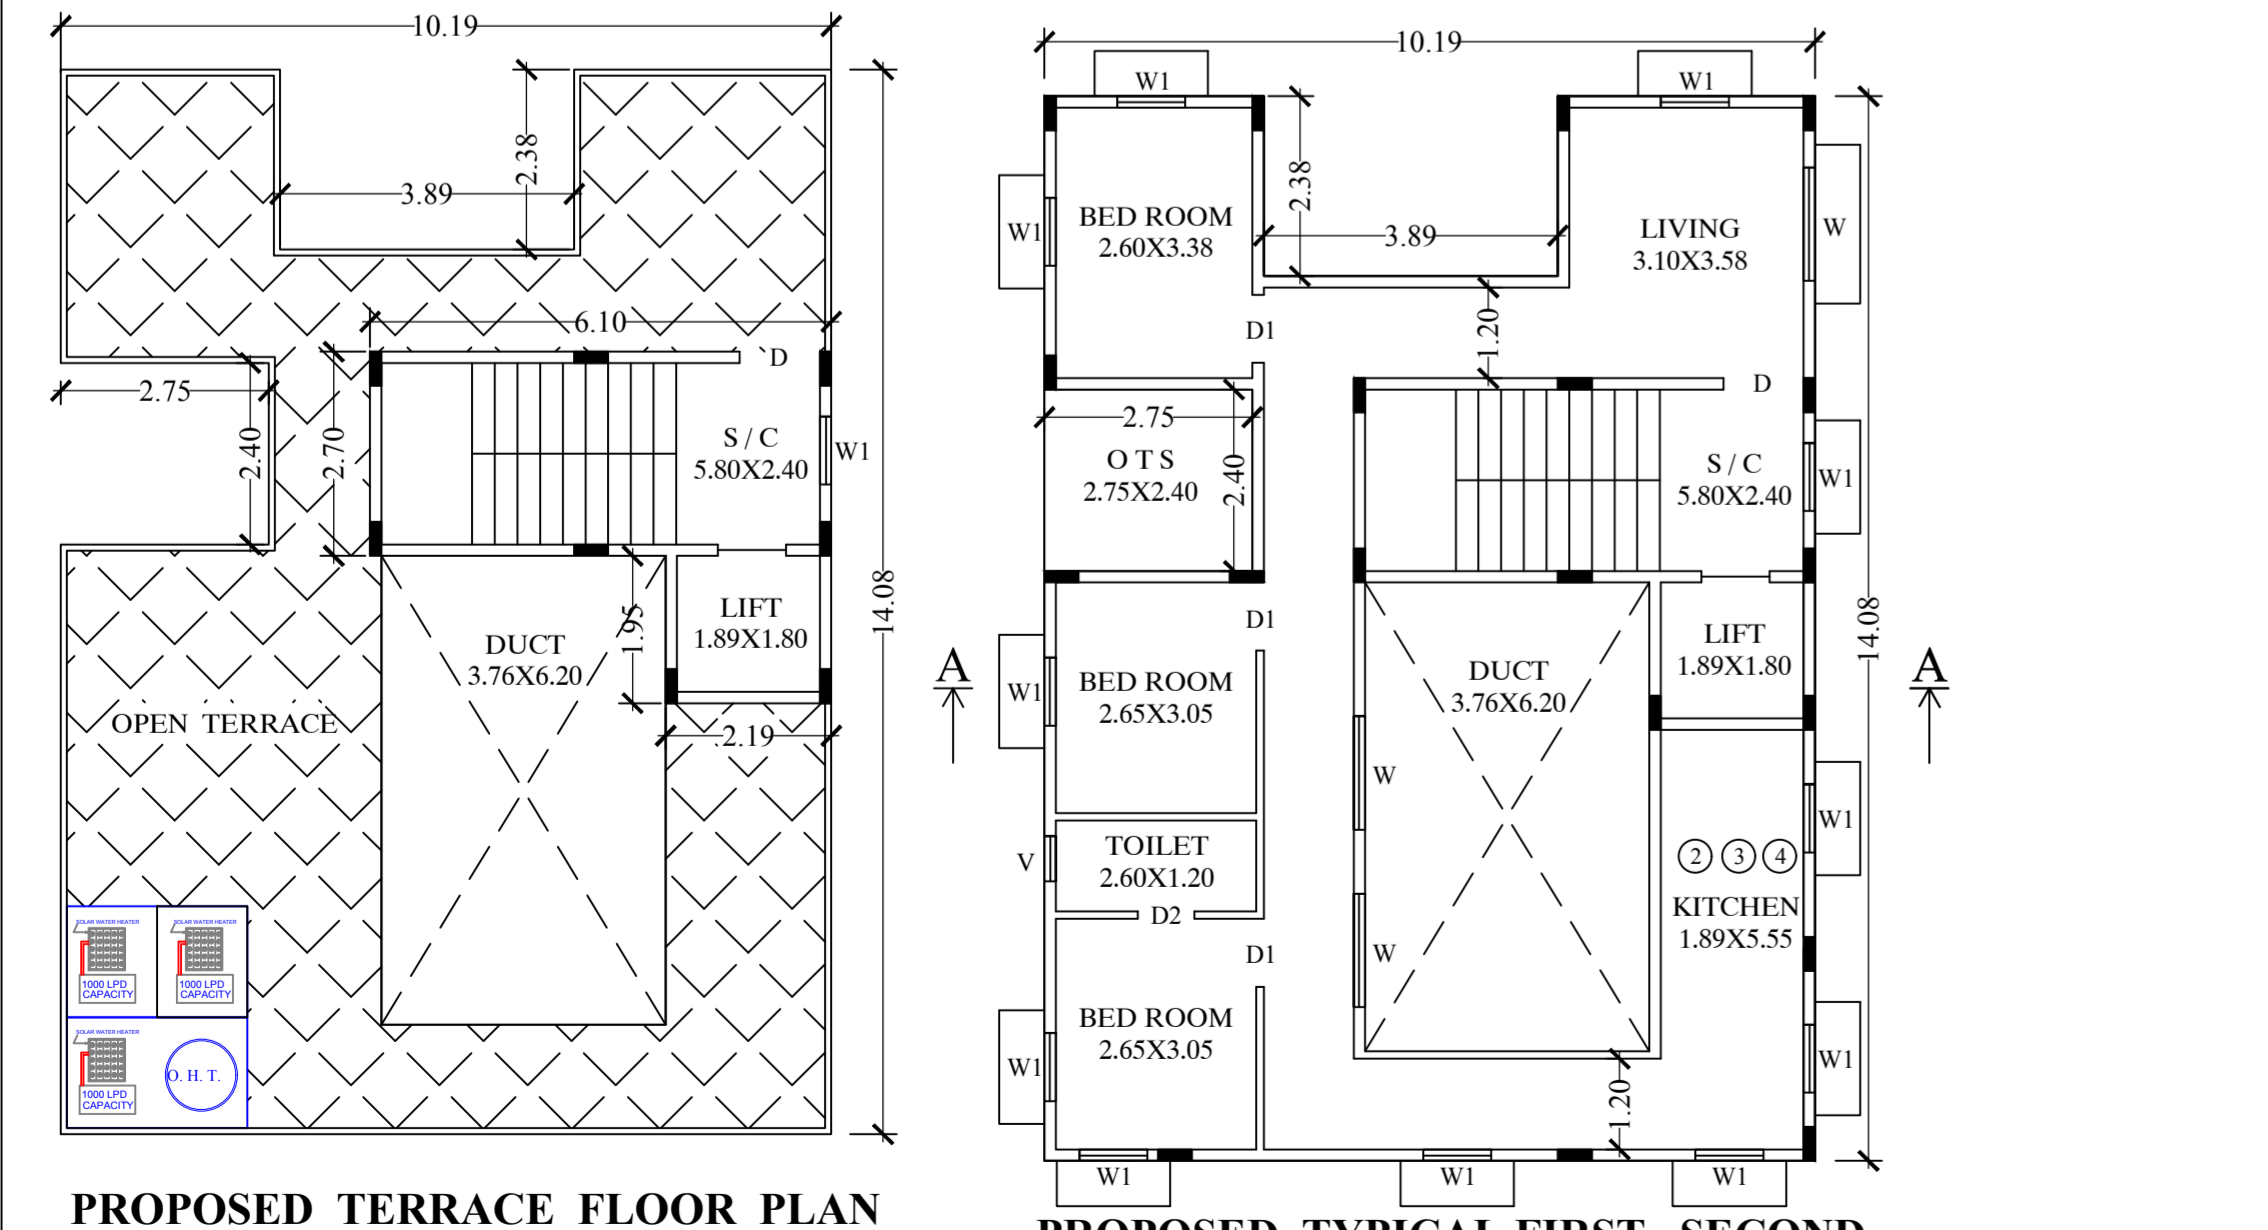 10.19
2.38
3.89
6.10
`D
2.75
2.40
2.70
S / C
5.80X2.40
W1
14.08
LIFT
1.89X1.80
1.95
DUCT
3.76X6.20
OPEN TERRACE
2.19
SOLAR WATER HEATER
1000 LPD
CAPACITY
SOLAR WATER HEATER
1000 LPD
CAPACITY
SOLAR WATER HEATER
1000 LPD
CAPACITY
O. H. T.
PROPOSED TERRACE FLOOR PLAN
10.19
W1
W1
W1
BED ROOM
2.60X3.38
2.38
3.89
LIVING
3.10X3.58
W
D1
1.20
D
2.75
O T S
2.75X2.40
2.40
S / C
5.80X2.40
W1
14.08
D1
LIFT
1.89X1.80
A
A
W1
BED ROOM
2.65X3.05
DUCT
3.76X6.20
W
W1
V
TOILET
2.60X1.20
2 3 4
KITCHEN
1.89X5.55
D2
D1
W
BED ROOM
2.65X3.05
W1
W1
1.20
W1
W1
W1
PROPOSED TYPICAL FIRST, SECOND